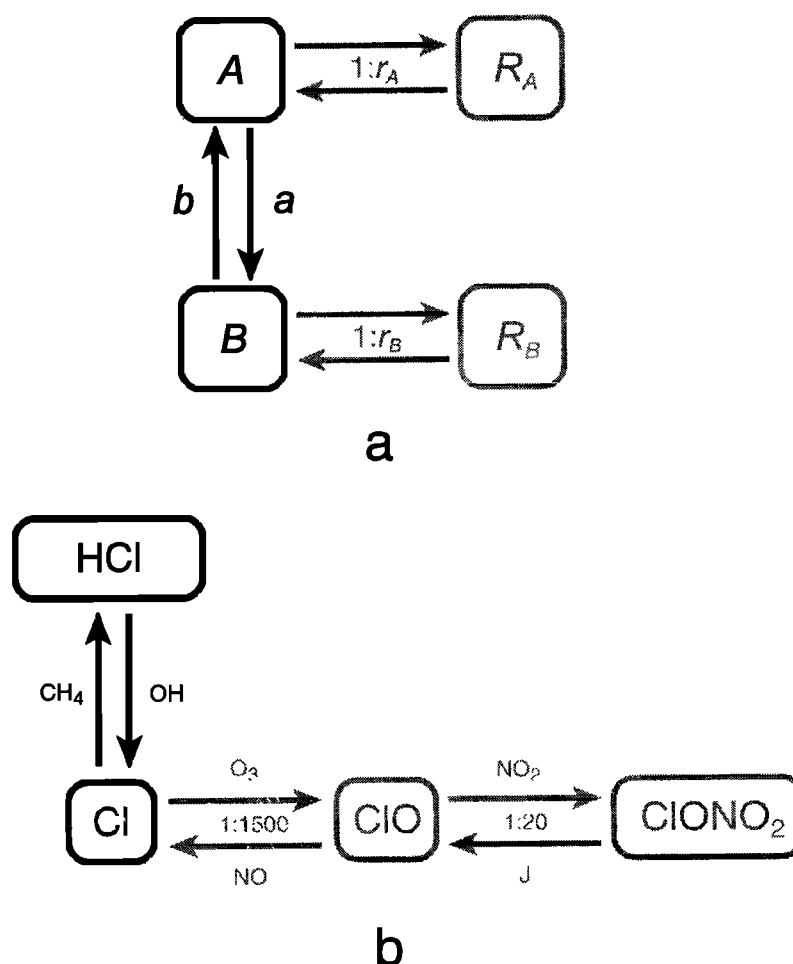 A 1:r_A R_A
b a
B 1:r_B R_B
a
HCl
CH₄ OH
O₃ NO₂
Cl 1:1500 ClO 1:20 ClONO₂
NO J
b